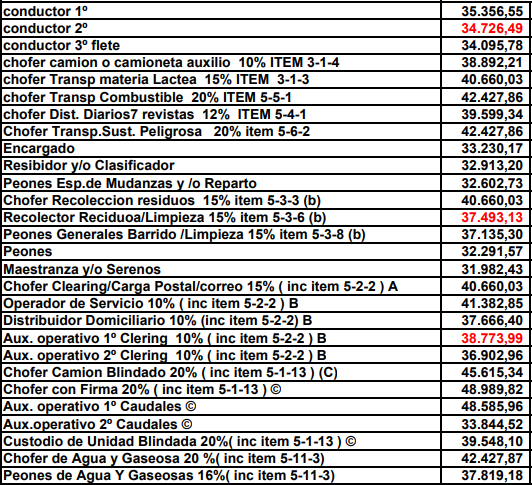 conductor 1º 35.356,55
conductor 2º 34.726,49
conductor 3º flete 34.095,78
chofer camion o camioneta auxilio 10% ITEM 3-1-4 38.892,21
chofer Transp materia Lactea 15% ITEM 3-1-3 40.660,03
chofer Transp Combustible 20% ITEM 5-5-1 42.427,86
chofer Dist. Diarios7 revistas 12% ITEM 5-4-1 39.599,34
Chofer Transp.Sust. Peligrosa 20% item 5-6-2 42.427,86
Encargado 33.230,17
Resibidor y/o Clasificador 32.913,20
Peones Esp.de Mudanzas y /o Reparto 32.602,73
Chofer Recoleccion residuos 15% item 5-3-3 (b) 40.660,03
Recolector Reciduoa/Limpieza 15% item 5-3-6 (b) 37.493,13
Peones Generales Barrido /Limpieza 15% item 5-3-8 (b) 37.135,30
Peones 32.291,57
Maestranza y/o Serenos 31.982,43
Chofer Clearing/Carga Postal/correo 15% ( inc item 5-2-2 ) A 40.660,03
Operador de Servicio 10% ( inc item 5-2-2 ) B 41.382,85
Distribuidor Domiciliario 10% (inc item 5-2-2) B 37.666,40
Aux. operativo 1º Clering 10% ( inc item 5-2-2 ) B 38.773,99
Aux. operativo 2º Clering 10% ( inc item 5-2-2 ) B 36.902,96
Chofer Camion Blindado 20% ( inc item 5-1-13 ) (C) 45.615,34
Chofer con Firma 20% ( inc item 5-1-13 ) © 48.989,82
Aux. operativo 1º Caudales © 48.585,96
Aux.operativo 2º Caudales © 33.844,52
Custodio de Unidad Blindada 20%( inc item 5-1-13 ) © 39.548,10
Chofer de Agua y Gaseosa 20 %( inc item 5-11-3) 42.427,87
Peones de Agua Y Gaseosas 16%( inc item 5-11-3) 37.819,18